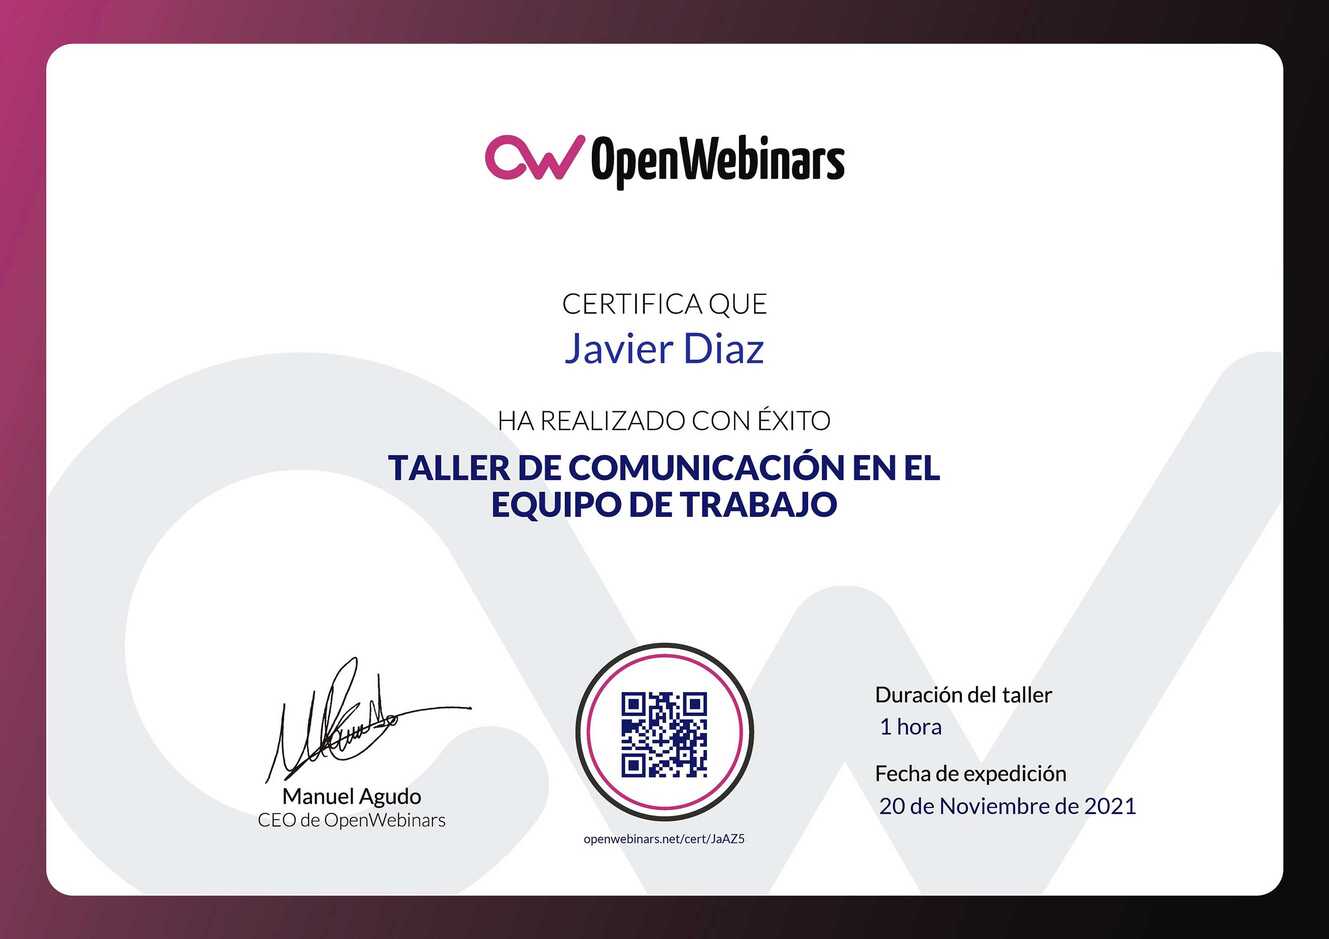 OpenWebinars
CERTIFICA QUE
Javier Diaz
HA REALIZADO CON ÉXITO
TALLER DE COMUNICACIÓN EN EL
EQUIPO DE TRABAJO
Manuel Agudo
CEO de OpenWebinars
openwebinars.net/cert/JaAZ5
Duración del taller
1 hora
Fecha de expedición
20 de Noviembre de 2021